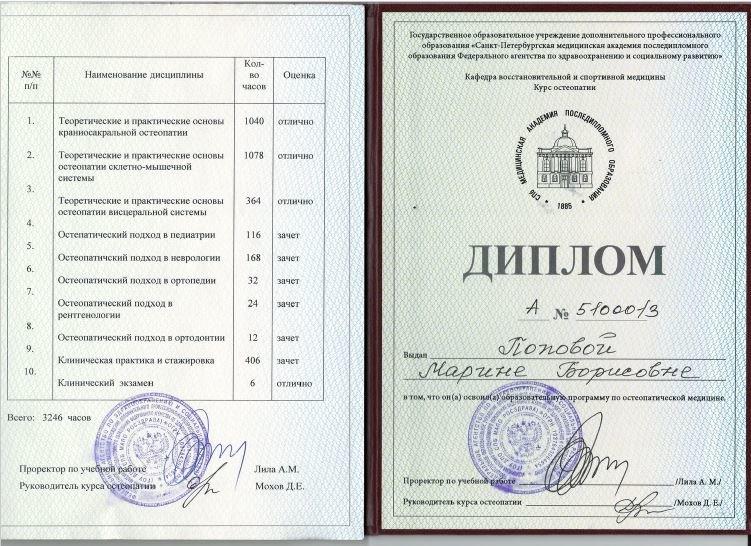 №№ п/п Наименование дисциплины Кол-во часов Оценка
1. Теоретические и практические основы 1040 отлично
краниосакральной остеопатии
2. Теоретические и практические основы 1078 отлично
остеопатии склетно-мышечной
системы
3.
Теоретические и практические основы 364 отлично
остеопатии висцеральной системы
4.
Остепатический подход в педиатрии 116 зачет
5.
Остеопатичний подход в неврологии 168 зачет
6.
Остеопатичский подход в ортопедии 32 зачет
7.
Остеопатический подход в 24 зачет
рентгенологии
8.
Остеопатический подход в ортодонтии 12 зачет
9.
Клиническая практика и стажировка 406 зачет
10.
Клинический экзамен 6 отлично
Всего: 3246 часов
Проректор по учебной работе Лила А.М.
Руководитель курса остеопатии Мохов Д.Е.
Государственное образовательное учреждение дополнительного профессионального
образования «Санкт-Петербургская медицинская академия последипломного
образования Федерального агентства по здравоохранению и социальному развитию»
Кафедра восстановительной и спортивной медицины
Курс остеопатии
СПб МЕДИЦИНСКАЯ АКАДЕМИЯ ПОСЛЕДИПЛОМНОГО ОБРАЗОВАНИЯ
1885
ДИПЛОМ
А № 5100013
Выдан Поповой
Марине Борисовне
в том, что он(а) освоил(а) образовательную программу по остеопатической медицине.
Проректор по учебной работе /Лила А. М./
Руководитель курса остеопатии /Мохов Д. Е./